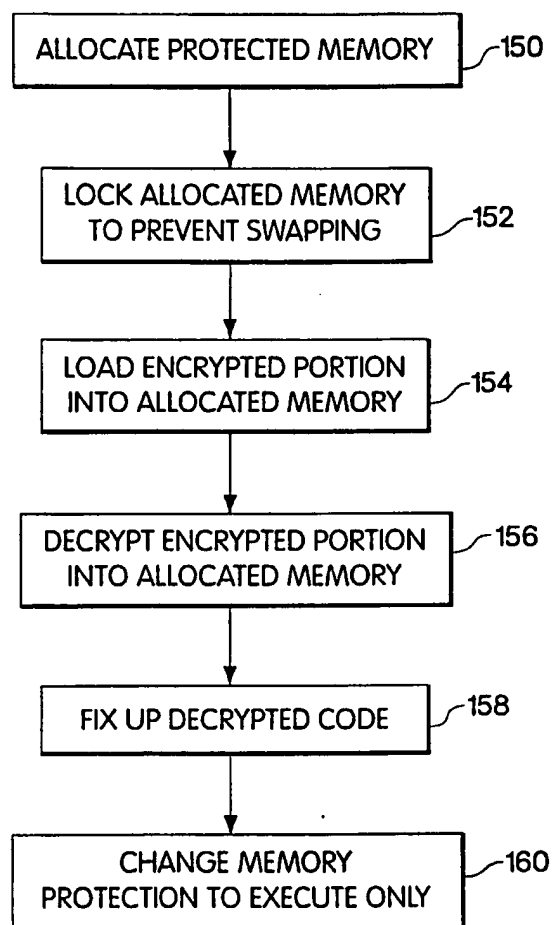 ALLOCATE PROTECTED MEMORY
150
LOCK ALLOCATED MEMORY
TO PREVENT SWAPPING
152
LOAD ENCRYPTED PORTION
INTO ALLOCATED MEMORY
154
DECRYPT ENCRYPTED PORTION
INTO ALLOCATED MEMORY
156
FIX UP DECRYPTED CODE
158
CHANGE MEMORY
PROTECTION TO EXECUTE ONLY
160